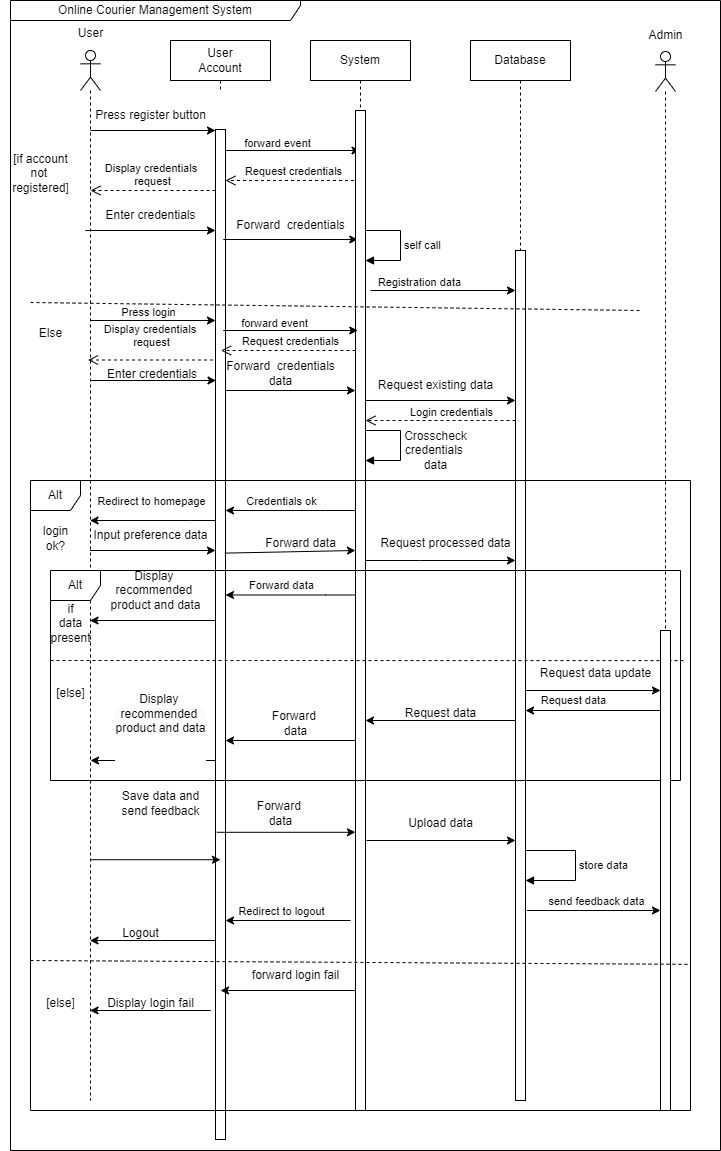 Online Courier Management System
User
User
Account
System
Database
Admin
Press register button
forward event
[if account
not
registered]
Display credentials
request
Request credentials
Enter credentials
Forward  credentials
self call
Registration data
Press login
Else
Display credentials
request
forward event
Request credentials
Enter credentials
Forward  credentials
data
Request existing data
Login credentials
Crosscheck
credentials
data
Alt
Redirect to homepage
Credentials ok
login
ok?
Input preference data
Forward data
Request processed data
Alt
Display
recommended
product and data
Forward data
if
data
present
[else]
Request data update
Request data
Display
recommended
product and data
Forward
data
Request data
Save data and
send feedback
Forward
data
Upload data
store data
send feedback data
Redirect to logout
Logout
forward login fail
[else]
Display login fail